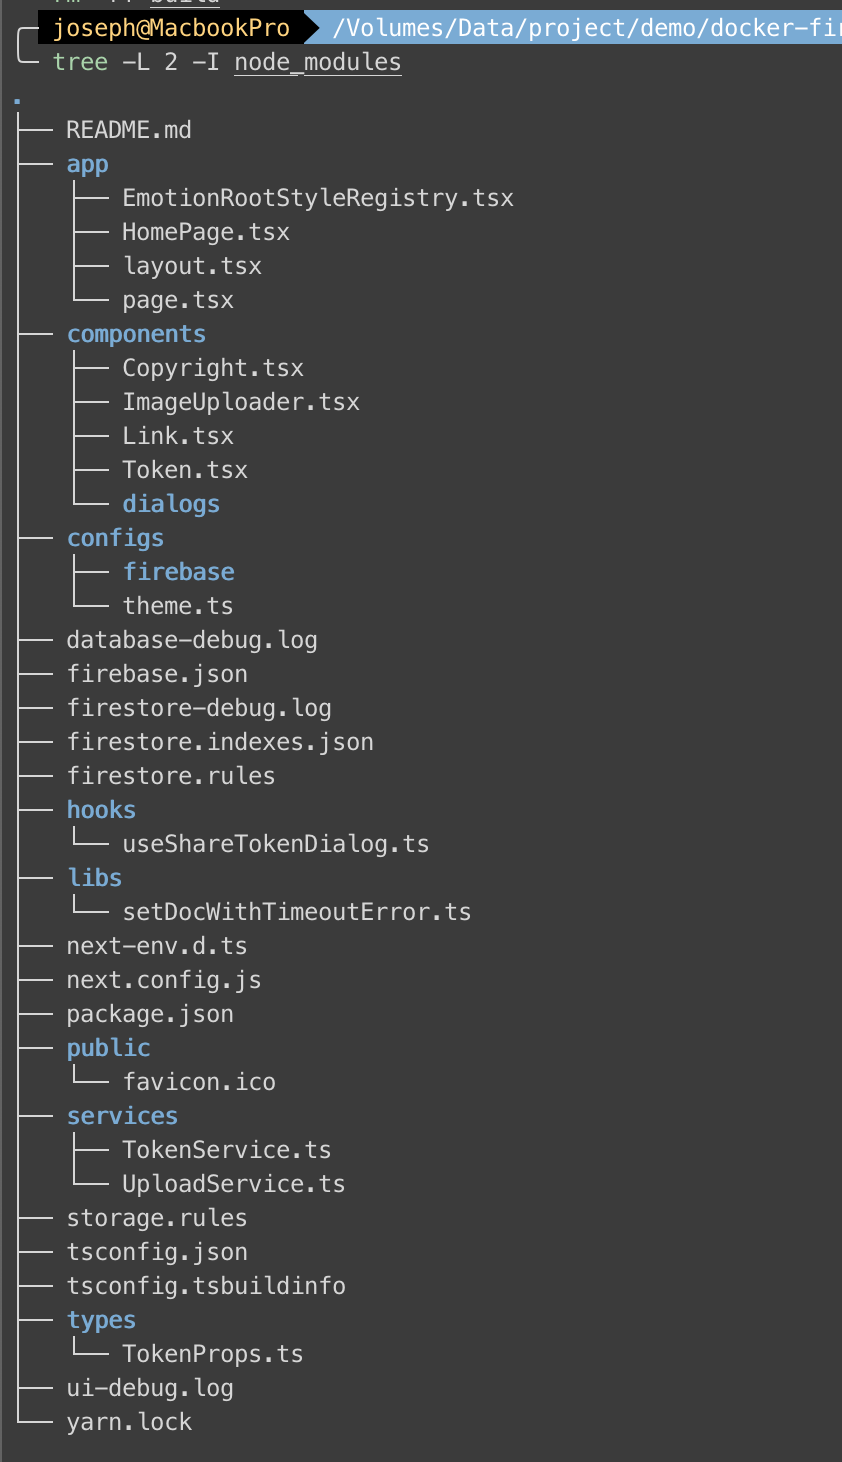 joseph@MacbookPro /Volumes/Data/project/demo/docker-fi
tree -L 2 -I node_modules
.
├── README.md
├── app
│   ├── EmotionRootStyleRegistry.tsx
│   ├── HomePage.tsx
│   ├── layout.tsx
│   └── page.tsx
├── components
│   ├── Copyright.tsx
│   ├── ImageUploader.tsx
│   ├── Link.tsx
│   ├── Token.tsx
│   └── dialogs
├── configs
│   ├── firebase
│   └── theme.ts
├── database-debug.log
├── firebase.json
├── firestore-debug.log
├── firestore.indexes.json
├── firestore.rules
├── hooks
│   └── useShareTokenDialog.ts
├── libs
│   └── setDocWithTimeoutError.ts
├── next-env.d.ts
├── next.config.js
├── package.json
├── public
│   └── favicon.ico
├── services
│   ├── TokenService.ts
│   └── UploadService.ts
├── storage.rules
├── tsconfig.json
├── tsconfig.tsbuildinfo
├── types
│   └── TokenProps.ts
├── ui-debug.log
└── yarn.lock